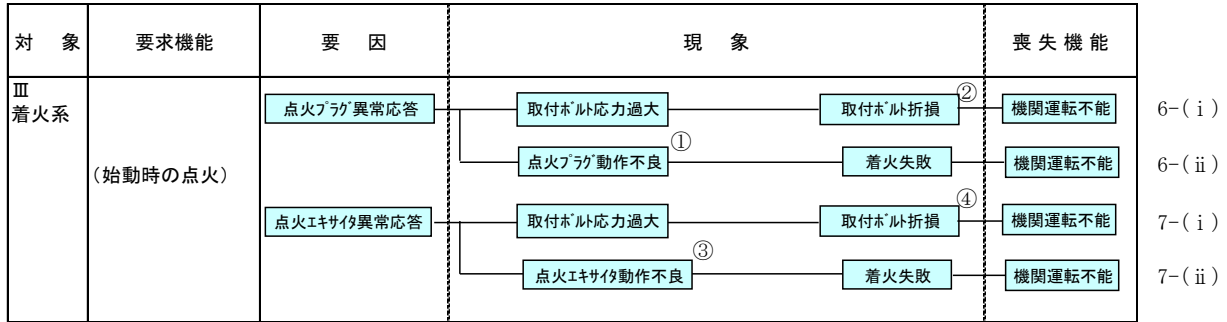 対 象 要求機能 要 因 現 象 喪失機能
Ⅲ
着火系
(始動時の点火)
点火ﾌﾟﾗｸﾞ異常応答 取付ﾎﾞﾙﾄ応力過大 取付ﾎﾞﾙﾄ折損 ② 機関運転不能 6-(ⅰ)
点火ﾌﾟﾗｸﾞ動作不良 ① 着火失敗 機関運転不能 6-(ⅱ)
点火ｴｷｻｲﾀ異常応答 取付ﾎﾞﾙﾄ応力過大 取付ﾎﾞﾙﾄ折損 ④ 機関運転不能 7-(ⅰ)
点火ｴｷｻｲﾀ動作不良 ③ 着火失敗 機関運転不能 7-(ⅱ)